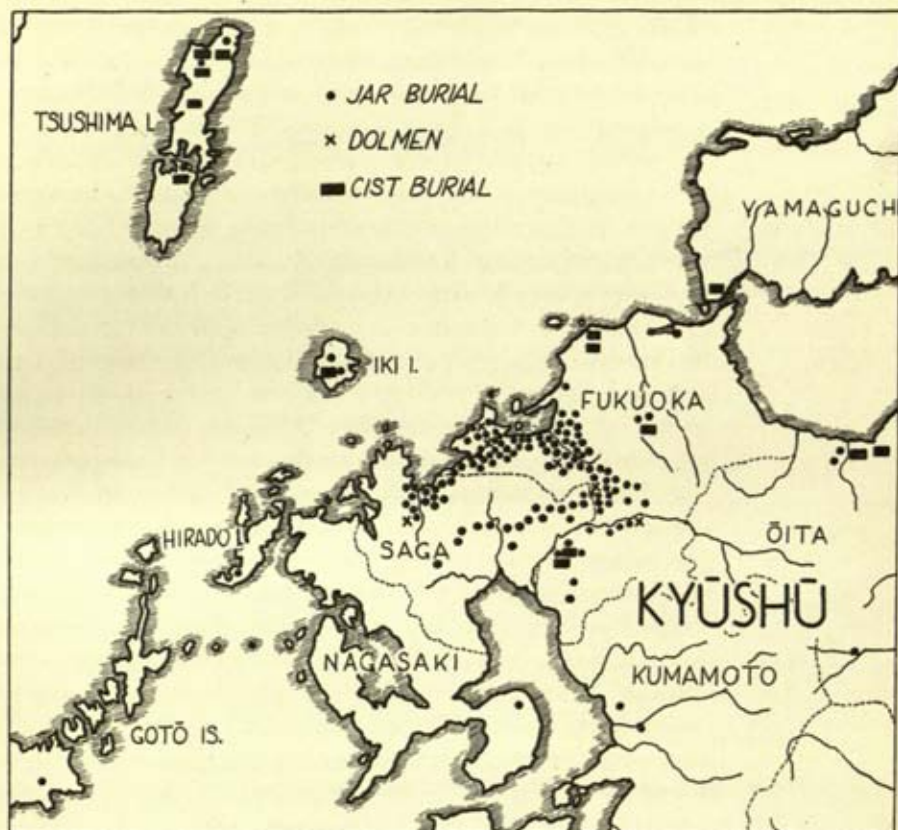 JAR BURIAL
DOLMEN
CIST BURIAL
TSUSHIMA I.
YAMAGUCH
IKI I.
FUKUOKA
HIRADO I.
SAGA
ŌITA
KYŪSHŪ
NAGASAKI
KUMAMOTO
GOTŌ IS.